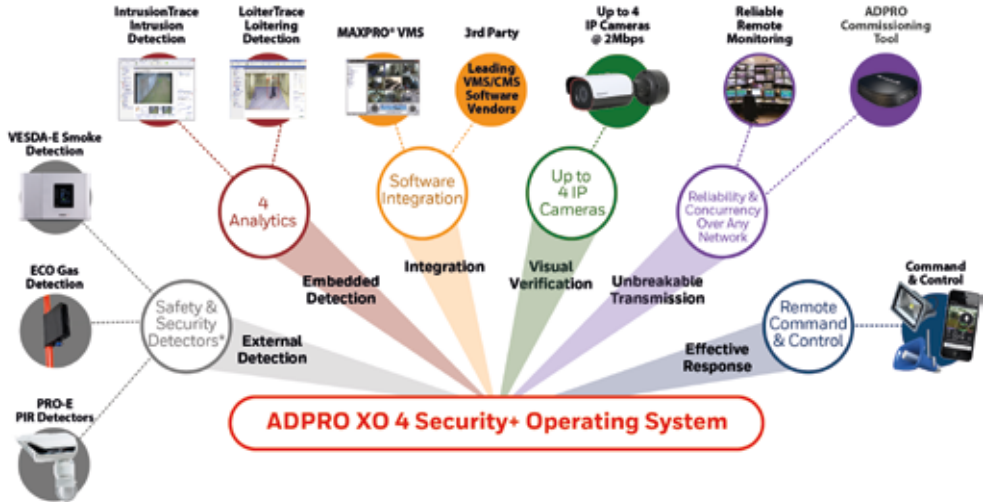 IntrusionTrace
Intrusion
Detection
LoiterTrace
Loitering
Detection
MAXPRO® VMS
3rd Party
Leading
VMS/CMS
Software
Vendors
Up to 4
IP Cameras
@ 2Mbps
Reliable
Remote
Monitoring
ADPRO
Commissioning
Tool
VESDA-E Smoke
Detection
4
Analytics
Software
Integration
Up to
4 IP
Cameras
Reliability &
Concurrency
Over Any
Network
ECO Gas
Detection
Safety &
Security
Detectors*
External
Detection
Embedded
Detection
Integration
Visual
Verification
Unbreakable
Transmission
Effective
Response
Remote
Command
& Control
Command
& Control
PRO-E
PIR Detectors
ADPRO XO 4 Security+ Operating System